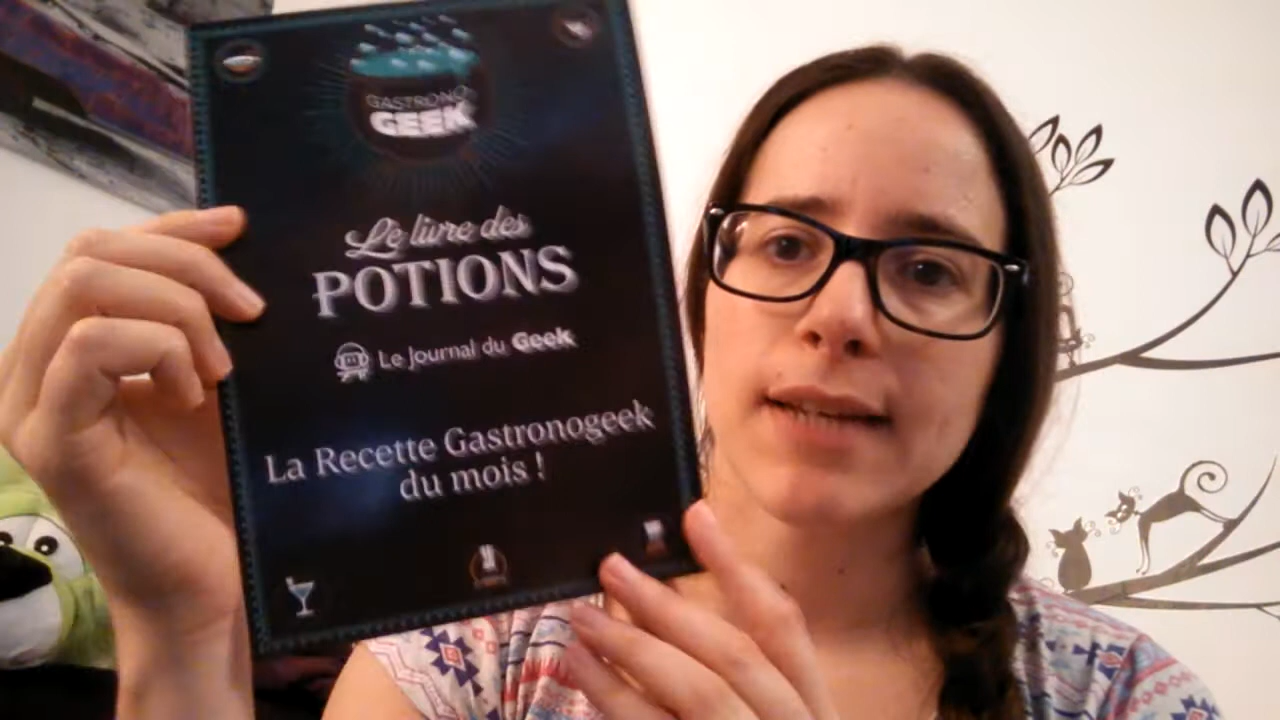 GASTRONO-
GEEK
Le livre des
POTIONS
Le Journal du Geek
La Recette Gastronogeek
du mois !